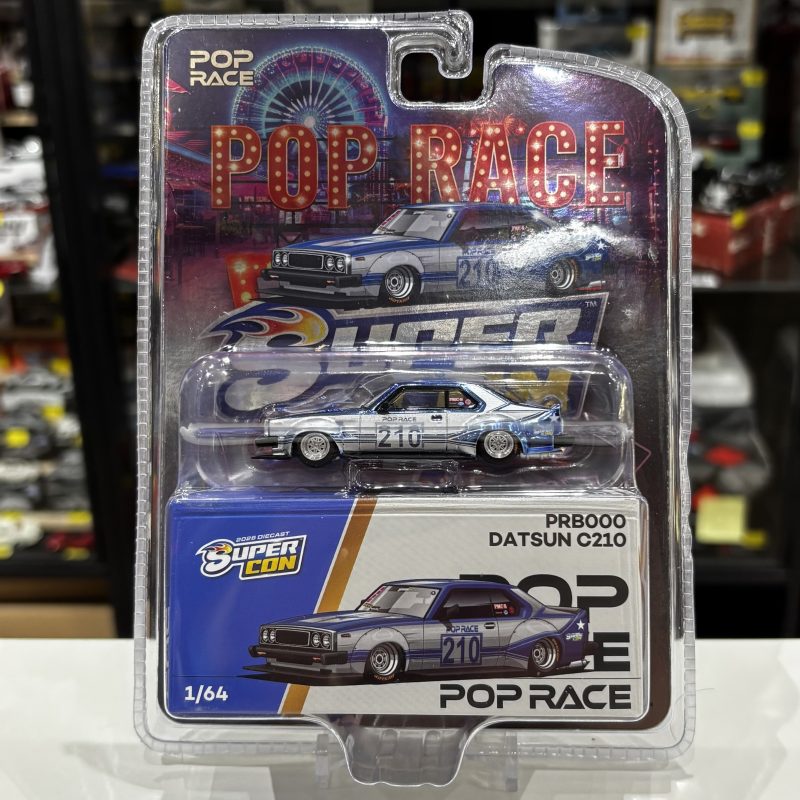 POP
RACE
POP RACE
210
SUPER
TM
POP RACE
210
PRB000
DATSUN C210
2025 DIECAST
SUPER
CON
POP
RACE
210
E
1/64
POP RACE